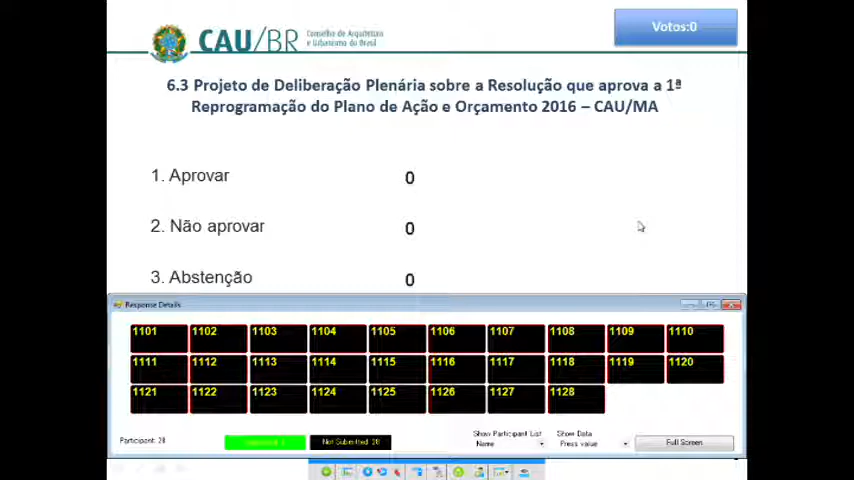 CAU/BR
Conselho de Arquitetura
e Urbanismo do Brasil
Votos:0
6.3 Projeto de Deliberação Plenária sobre a Resolução que aprova a 1ª
Reprogramação do Plano de Ação e Orçamento 2016 – CAU/MA
1. Aprovar 0
2. Não aprovar 0
3. Abstenção 0
Response Details
1101 1102 1103 1104 1105 1106 1107 1108 1109 1110
1111 1112 1113 1114 1115 1116 1117 1118 1119 1120
1121 1122 1123 1124 1125 1126 1127 1128
Participant: 28
Not Submitted: 28
Show Participant List
Name
Show Data
Press value
Full Screen